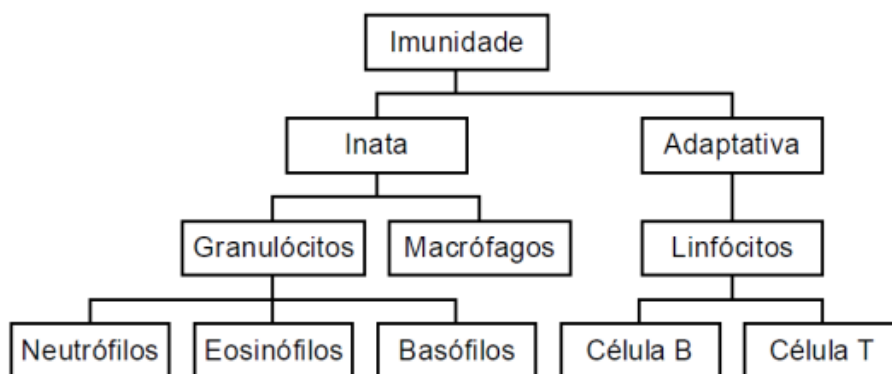 Imunidade
Inata
Adaptativa
Granulócitos
Macrófagos
Linfócitos
Neutrófilos
Eosinófilos
Basófilos
Célula B
Célula T